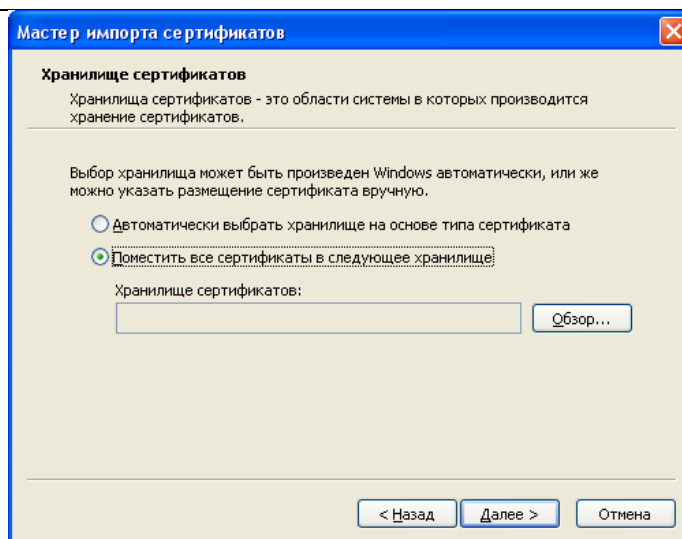 Мастер импорта сертификатов
Хранилище сертификатов
Хранилища сертификатов - это области системы в которых производится
хранение сертификатов.
Выбор хранилища может быть произведен Windows автоматически, или же
можно указать размещение сертификата вручную.
Автоматически выбрать хранилище на основе типа сертификата
Поместить все сертификаты в следующее хранилище
Хранилище сертификатов:
Обзор...
< Назад Далее > Отмена